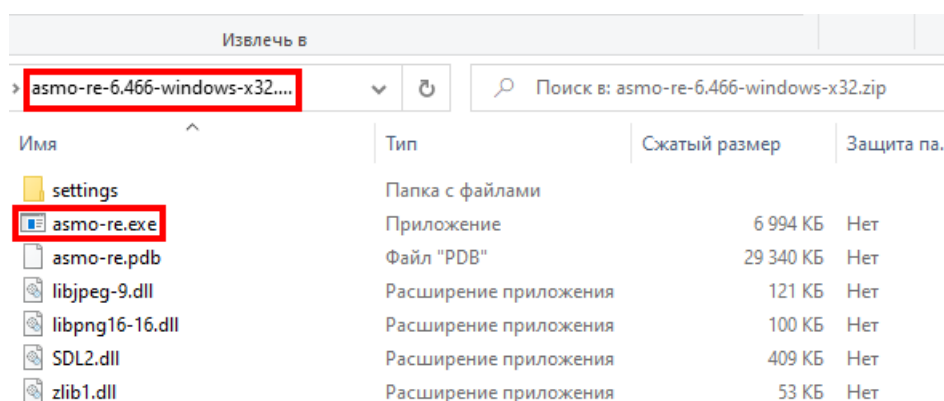 Извлечь в
asmo-re-6.466-windows-x32.... Поиск в: asmo-re-6.466-windows-x32.zip
Имя Тип Сжатый размер Защита па.
settings Папка с файлами
asmo-re.exe Приложение 6 994 КБ Нет
asmo-re.pdb Файл "PDB" 29 340 КБ Нет
libjpeg-9.dll Расширение приложения 121 КБ Нет
libpng16-16.dll Расширение приложения 100 КБ Нет
SDL2.dll Расширение приложения 409 КБ Нет
zlib1.dll Расширение приложения 53 КБ Нет